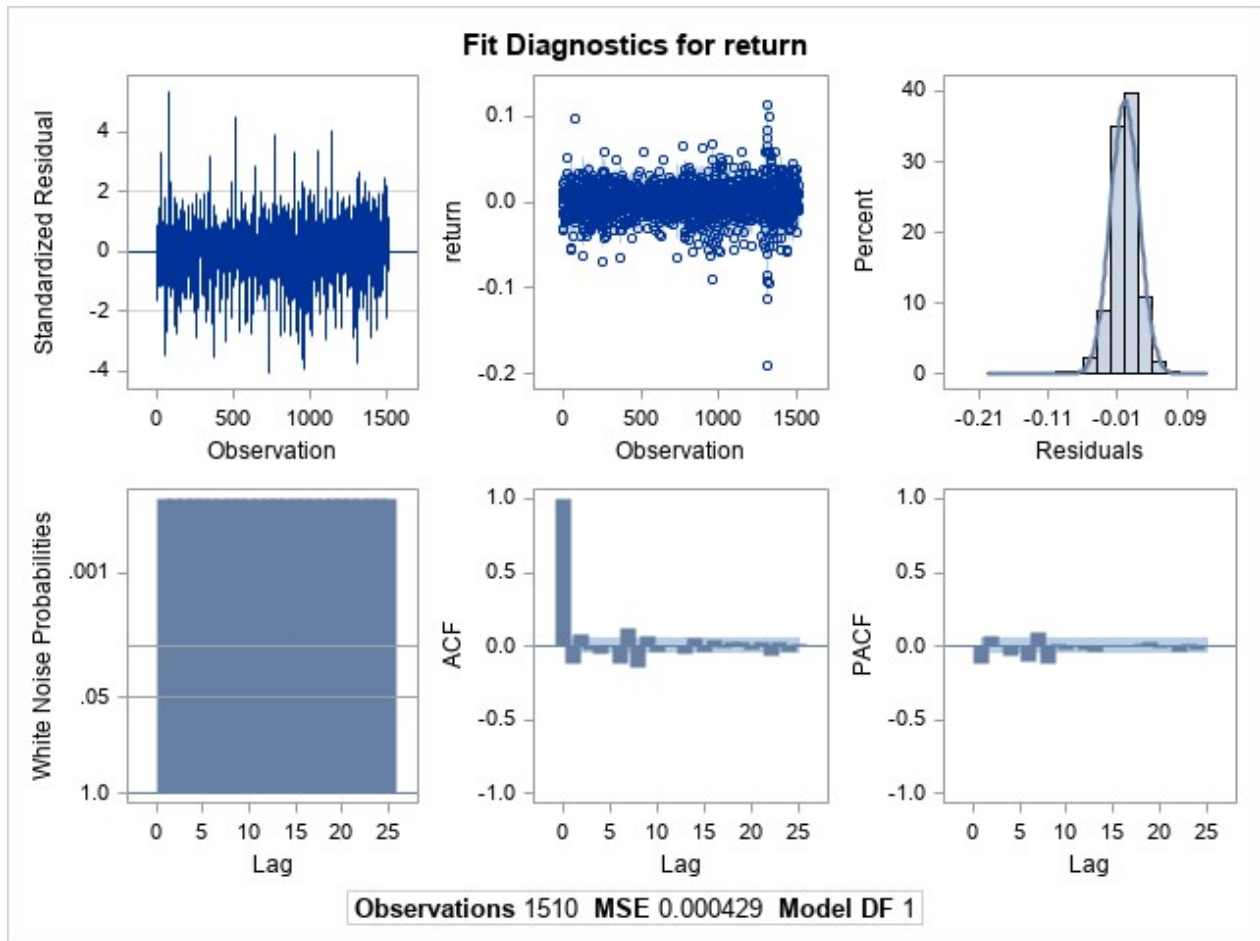 Fit Diagnostics for return
Standardized Residual
4
2
0
-2
-4
0 500 1000 1500
Observation
return
0.1
0.0
-0.1
-0.2
0 500 1000 1500
Observation
Percent
40
30
20
10
0
-0.21 -0.11 -0.01 0.09
Residuals
White Noise Probabilities
.001
.05
1.0
0 5 10 15 20 25
Lag
ACF
1.0
0.5
0.0
-0.5
-1.0
0 5 10 15 20 25
Lag
PACF
1.0
0.5
0.0
-0.5
-1.0
0 5 10 15 20 25
Lag
Observations 1510 MSE 0.000429 Model DF 1